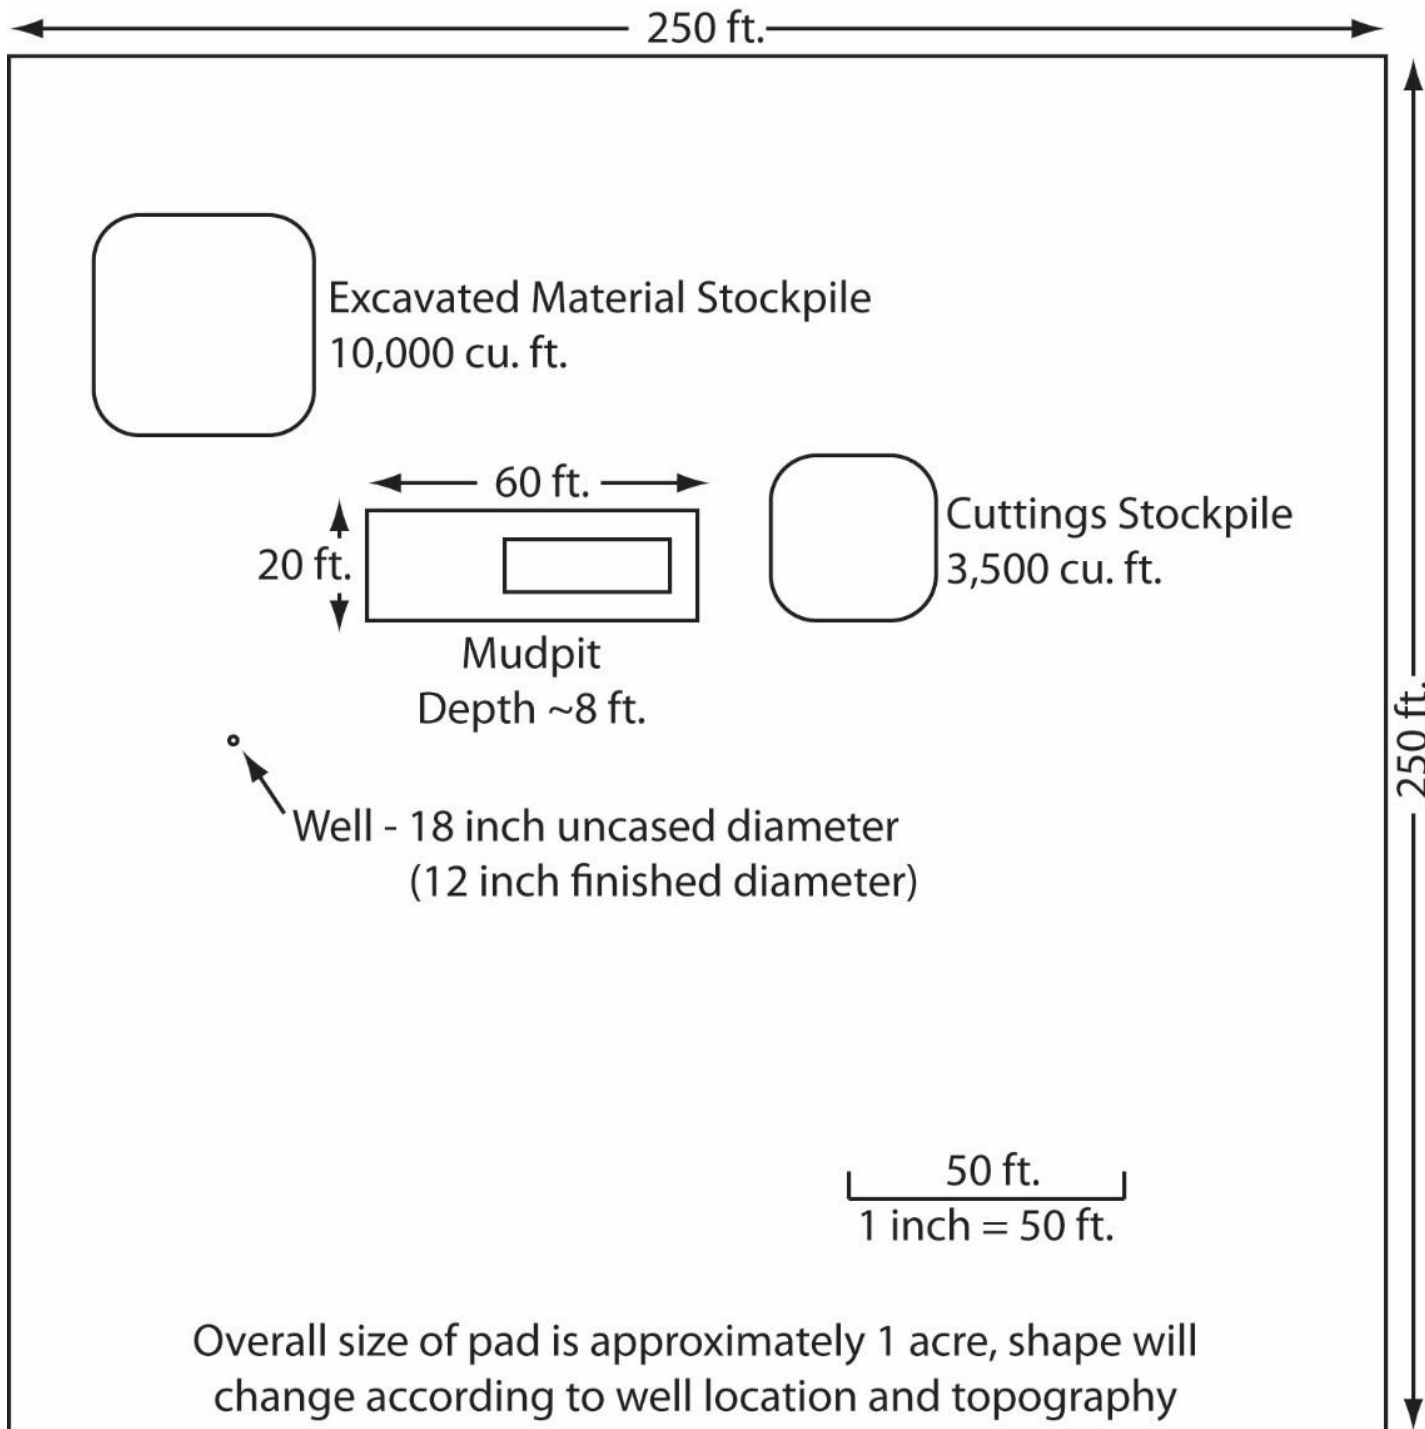 250 ft.
Excavated Material Stockpile
10,000 cu. ft.
60 ft.
20 ft.
Cuttings Stockpile
3,500 cu. ft.
Mudpit
Depth ~8 ft.
250 ft.
Well - 18 inch uncased diameter
(12 inch finished diameter)
50 ft.
1 inch = 50 ft.
Overall size of pad is approximately 1 acre, shape will
change according to well location and topography